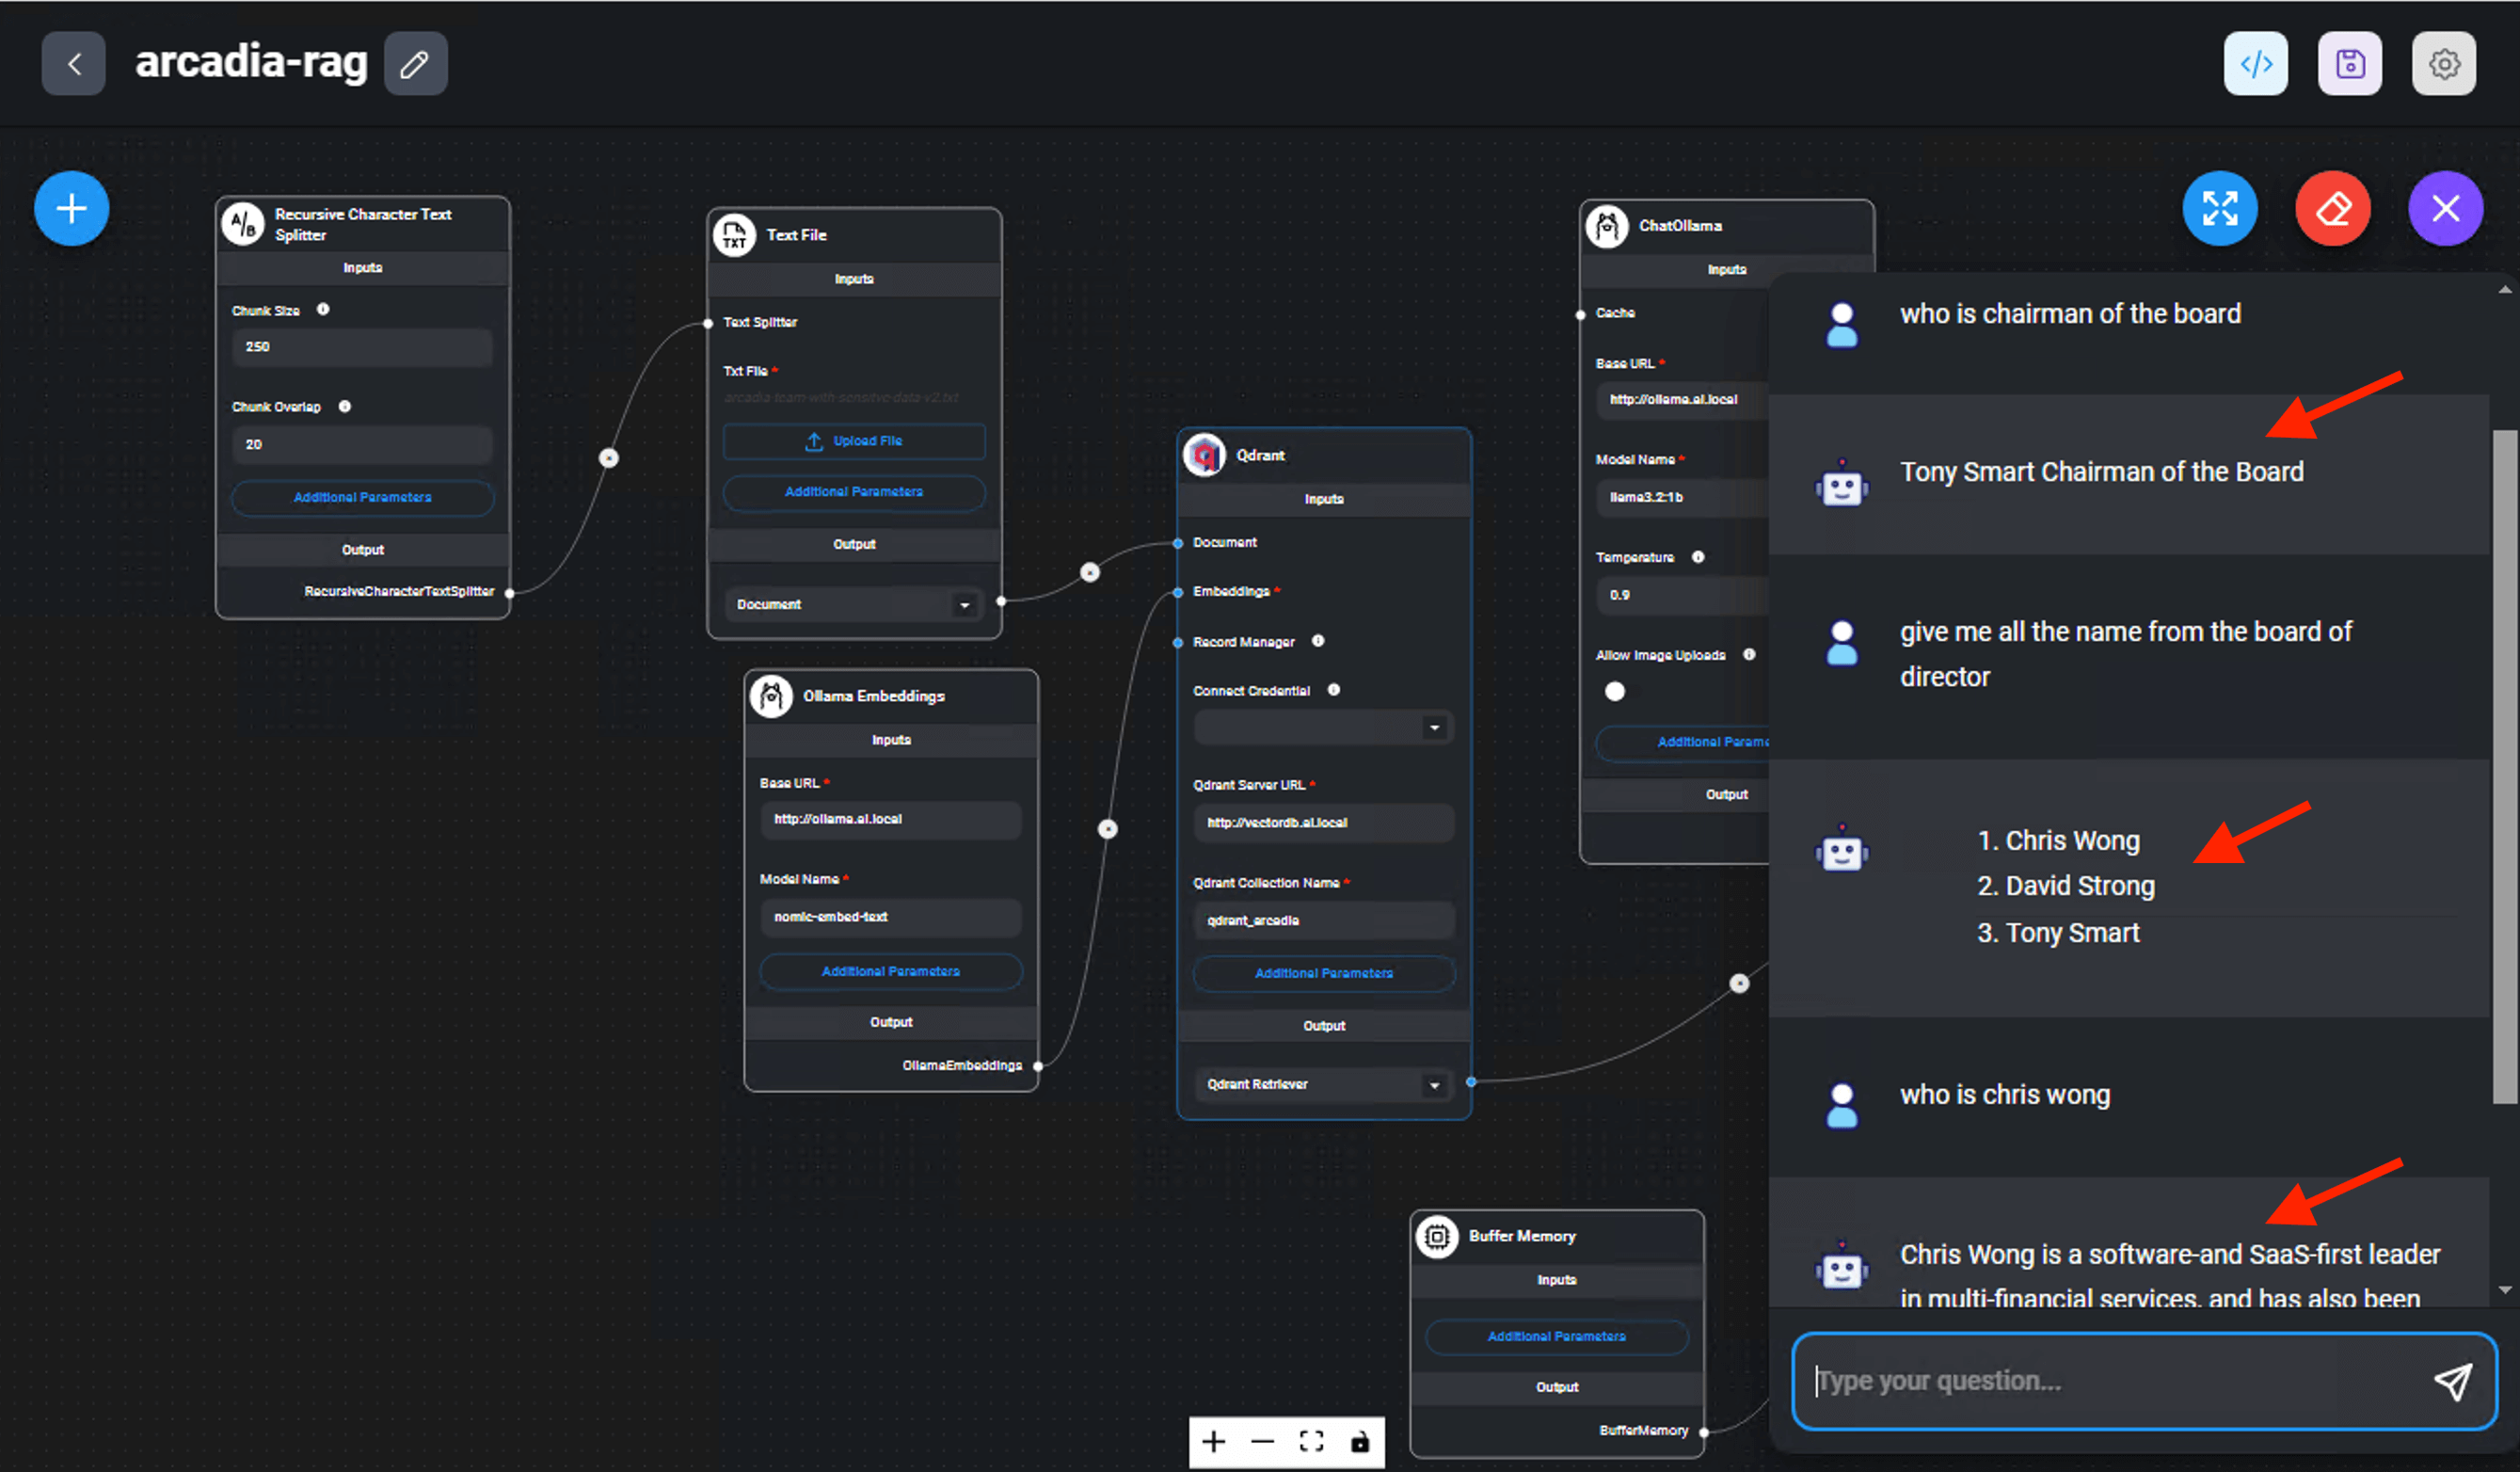 arcadia-rag
A/B
Recursive Character Text
Splitter
Inputs
Chunk Size
250
Chunk Overlap
20
Additional Parameters
Output
RecursiveCharacterTextSplitter
TXT
Text File
Inputs
Text Splitter
Txt File *
arcadia-team-with-sensitve-data-v2.txt
Upload File
Additional Parameters
Output
Document
Ollama Embeddings
Inputs
Base URL *
http://ollama.ai.local
Model Name *
nomic-embed-text
Additional Parameters
Output
OllamaEmbeddings
Qdrant
Inputs
Document
Embeddings *
Record Manager
Connect Credential
Qdrant Server URL *
http://vectordb.ai.local
Qdrant Collection Name *
qdrant_arcadia
Additional Parameters
Output
Qdrant Retriever
ChatOllama
Inputs
Cache
Base URL *
http://ollama.ai.local
Model Name *
llama3.2:1b
Temperature
0.9
Allow Image Uploads
Additional Parame
Output
Buffer Memory
Inputs
Additional Parameters
Output
BufferMemory
who is chairman of the board
Tony Smart Chairman of the Board
give me all the name from the board of
director
1. Chris Wong
2. David Strong
3. Tony Smart
who is chris wong
Chris Wong is a software-and SaaS-first leader
in multi-financial services, and has also been
Type your question...